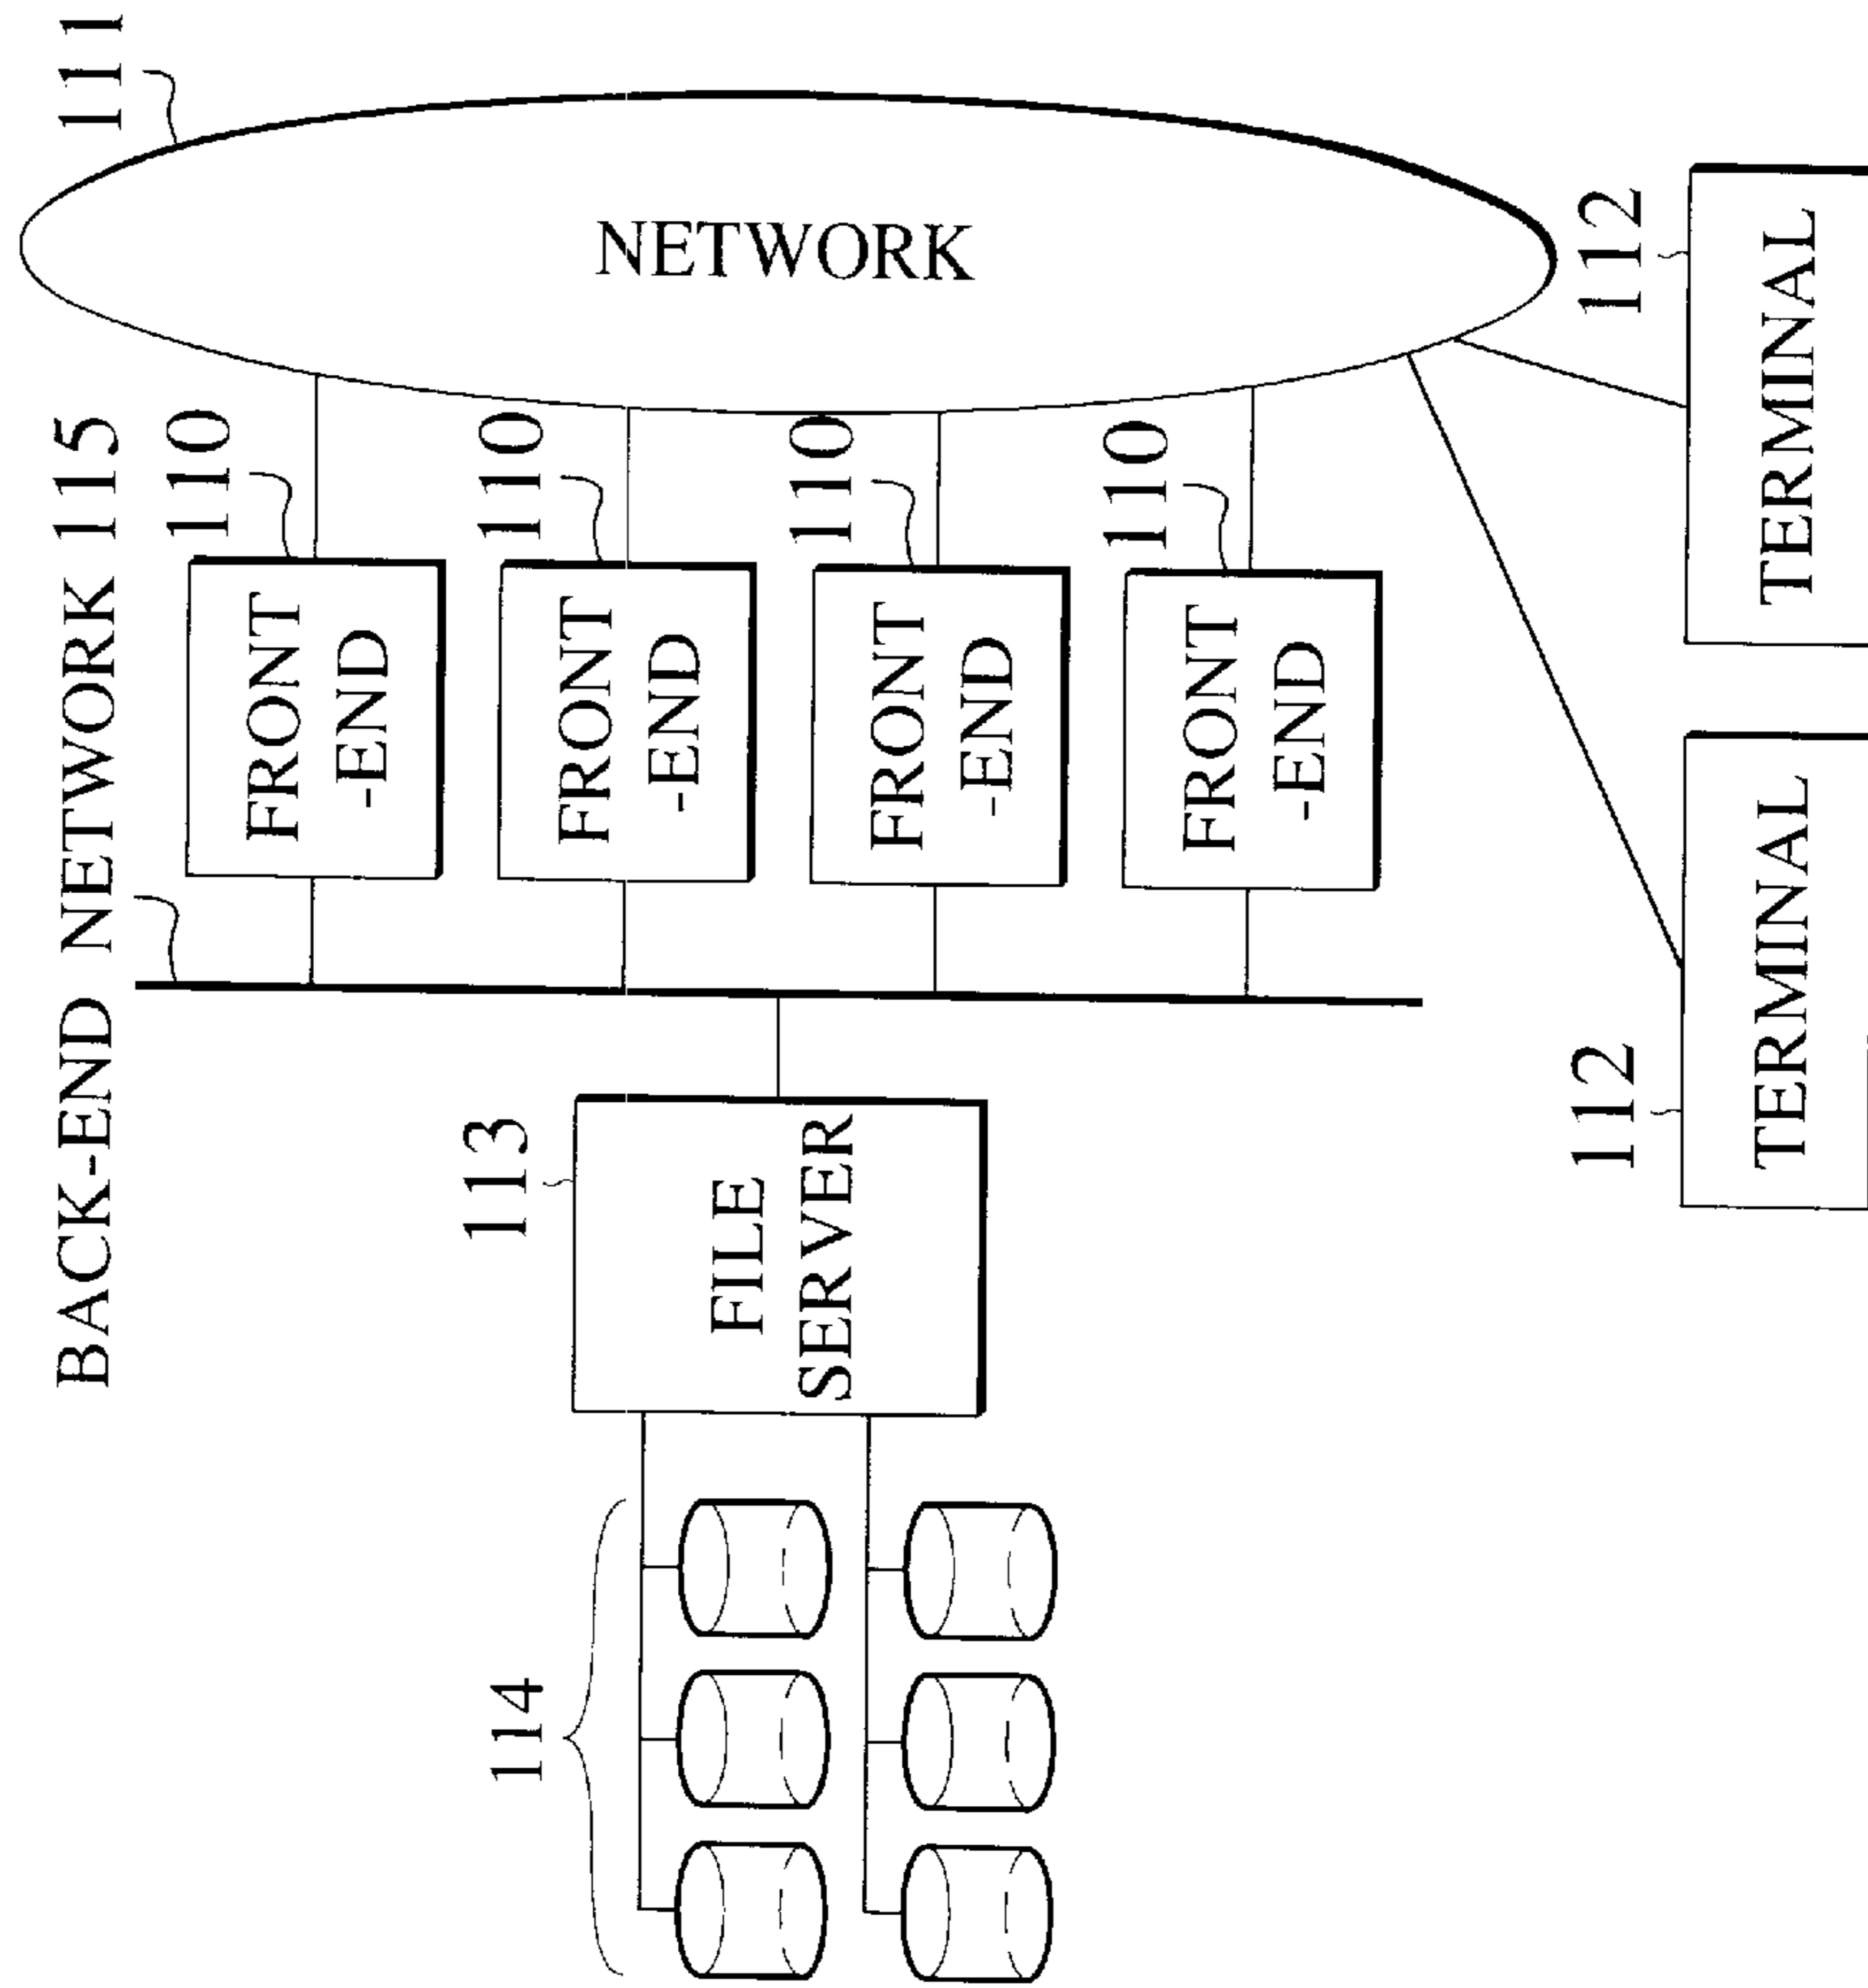 BACK-END NETWORK 115
111
110
FRONT
-END
114
113
110
FRONT
-END
FILE
SERVER
NETWORK
110
FRONT
-END
110
FRONT
-END
112
TERMINAL
112
TERMINAL